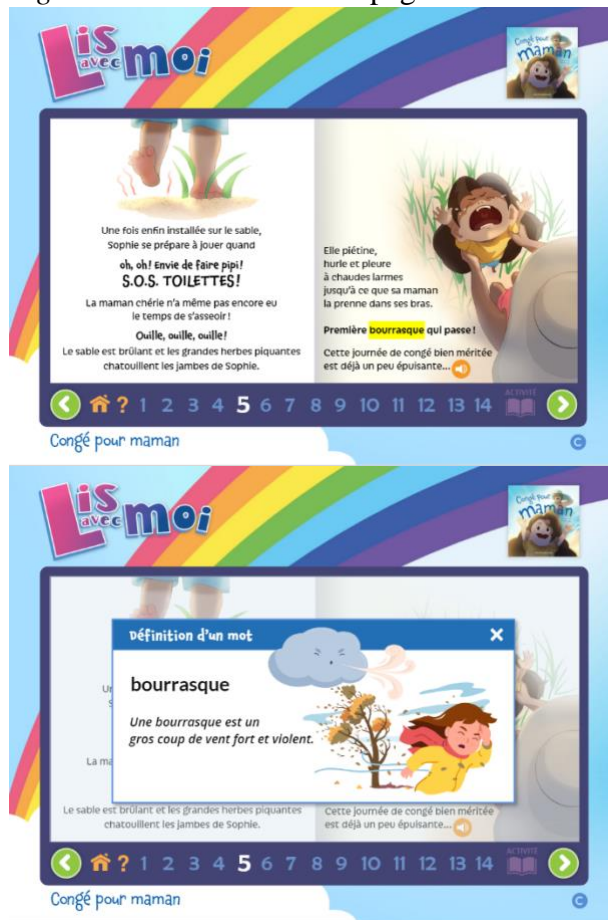 Lis
avec moi
Congé pour
maman
Une fois enfin installée sur le sable,
Sophie se prépare à jouer quand
oh, oh! Envie de faire pipi!
S.O.S. TOILETTES!
La maman chérie n'a même pas encore eu
le temps de s'asseoir!
Ouille, ouille, ouille!
Le sable est brûlant et les grandes herbes piquantes
chatouillent les jambes de Sophie.
Elle piétine,
hurle et pleure
à chaudes larmes
jusqu'à ce que sa maman
la prenne dans ses bras.
Première bourrasque qui passe!
Cette journée de congé bien méritée
est déjà un peu épuisante...
? 1 2 3 4 5 6 7 8 9 10 11 12 13 14 ACTIVITÉ
Congé pour maman
C
Lis
avec moi
Congé pour
maman
Définition d'un mot
bourrasque
Une bourrasque est un
gros coup de vent fort et violent.
La ma
Le sable est brûlant et les grandes herbes piquantes
chatouillent les jambes de Sophie.
Cette journée de congé bien méritée
est déjà un peu épuisante...
? 1 2 3 4 5 6 7 8 9 10 11 12 13 14 ACTIVITÉ
Congé pour maman
C